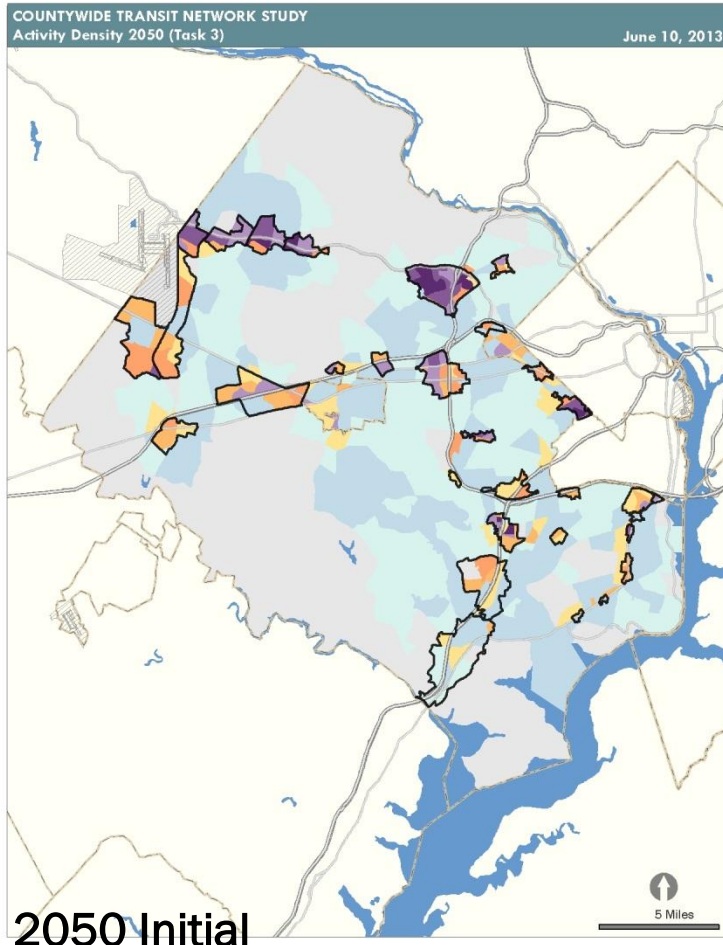 COUNTYWIDE TRANSIT NETWORK STUDY
Activity Density 2050 (Task 3)
June 10, 2013
5 Miles
2050 Initial